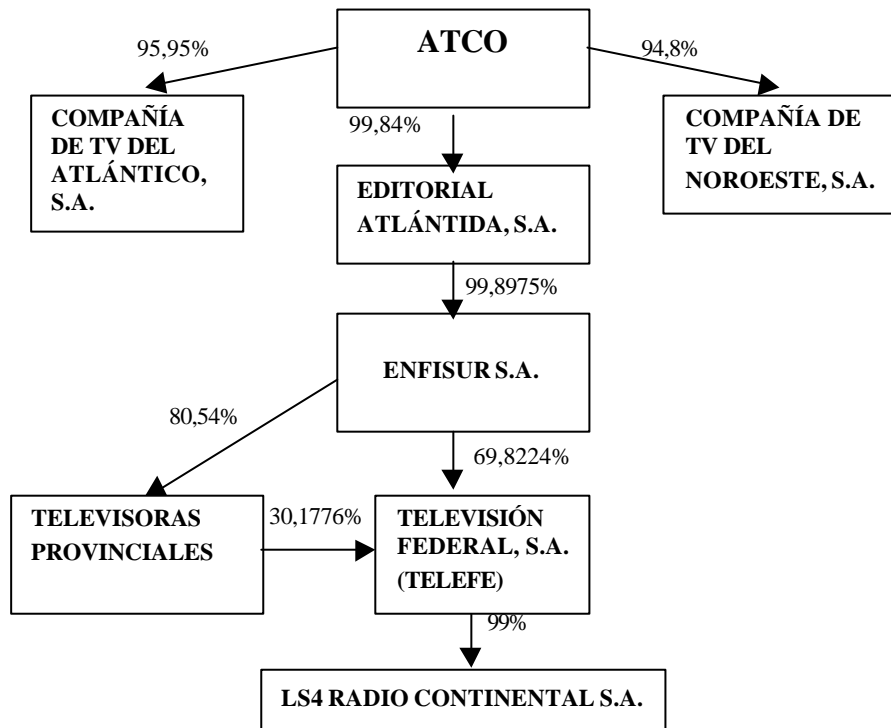 ATCO
95,95%
94,8%
COMPAÑÍA
DE TV DEL
ATLÁNTICO,
S.A.
99,84%
COMPAÑÍA DE
TV DEL
NOROESTE, S.A.
EDITORIAL
ATLÁNTIDA, S.A.
99,8975%
ENFISUR S.A.
80,54%
69,8224%
TELEVISORAS
PROVINCIALES
30,1776%
TELEVISIÓN
FEDERAL, S.A.
(TELEFE)
99%
LS4 RADIO CONTINENTAL S.A.